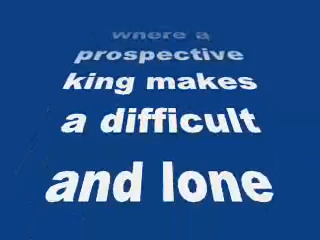 where a
prospective
king makes
a difficult
and lone